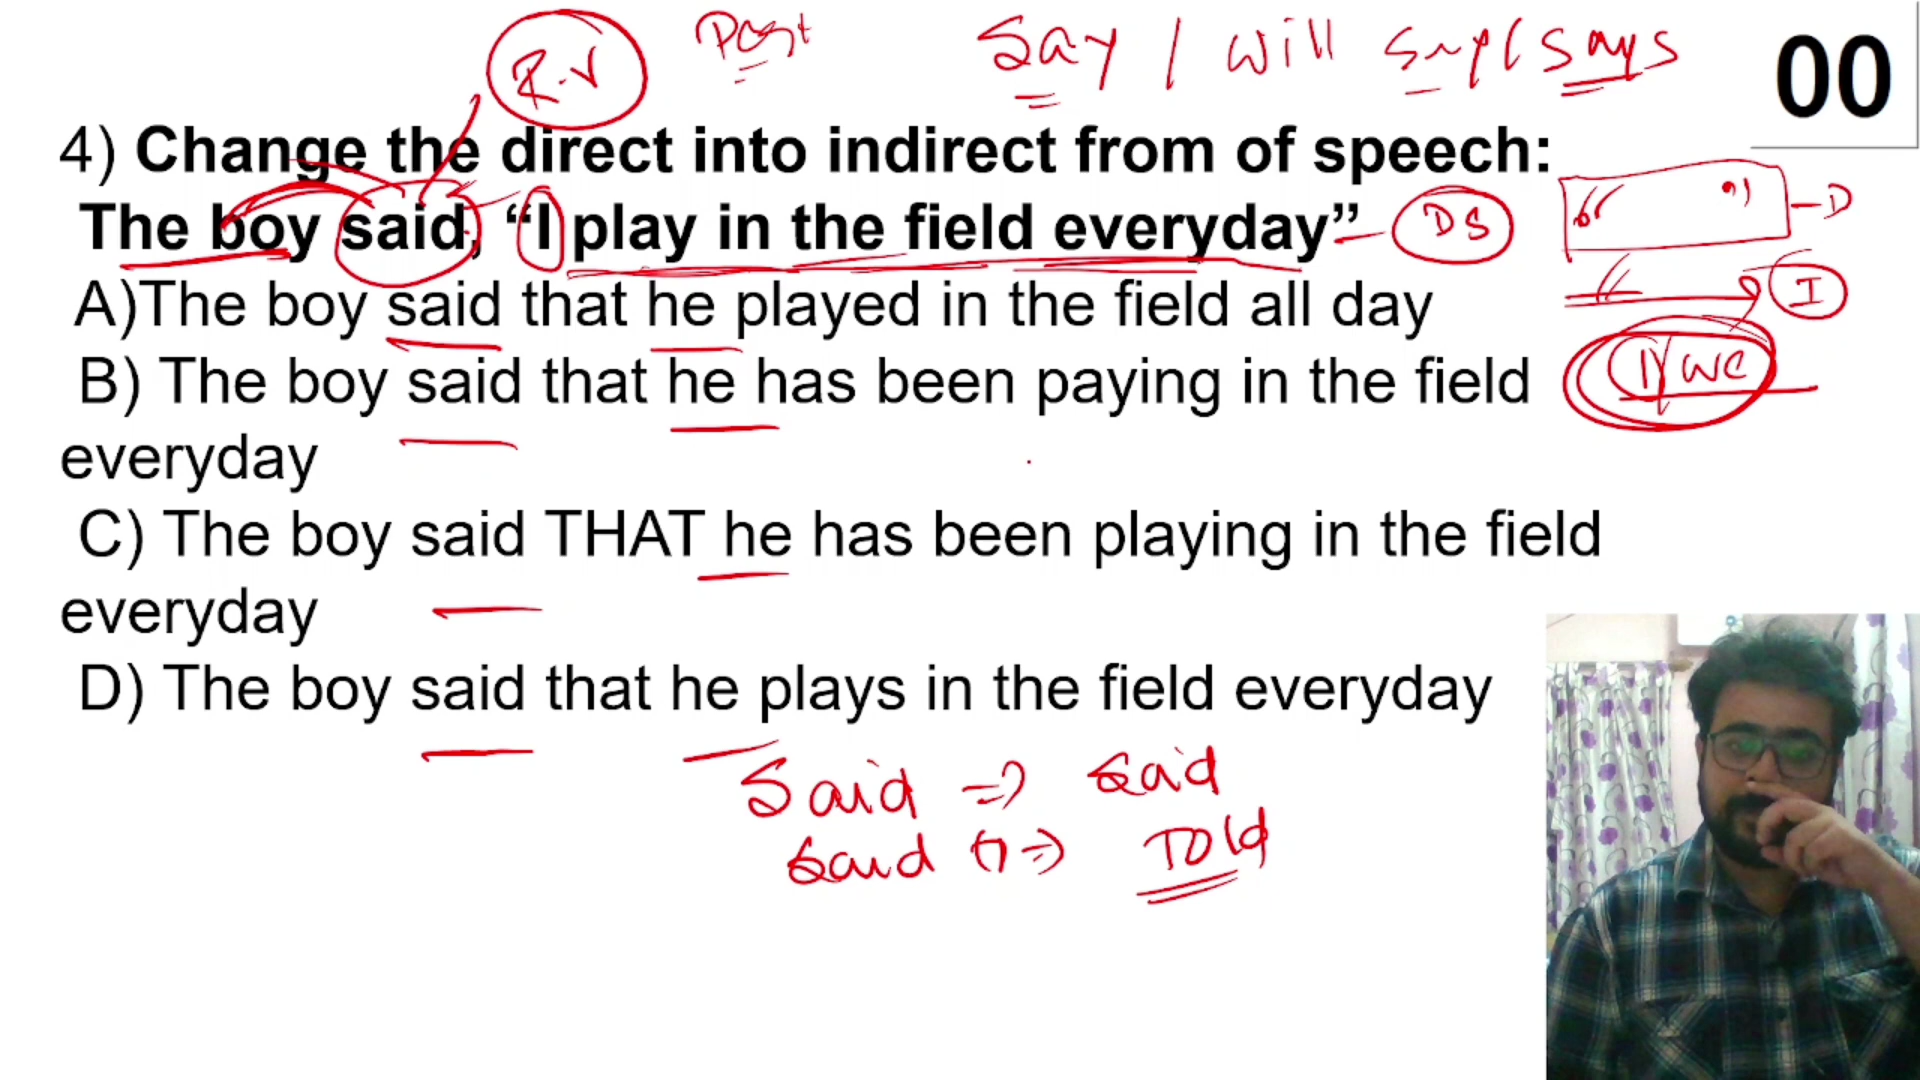 R.V Past Say / Will Say/ Says
00
4) Change the direct into indirect from of speech:
The boy said, “I play in the field everyday” DS
“ ” - D
I
A)The boy said that he played in the field all day
B) The boy said that he has been paying in the field
I/we
everyday
C) The boy said THAT he has been playing in the field
everyday
D) The boy said that he plays in the field everyday
Said => Said
Said => Told